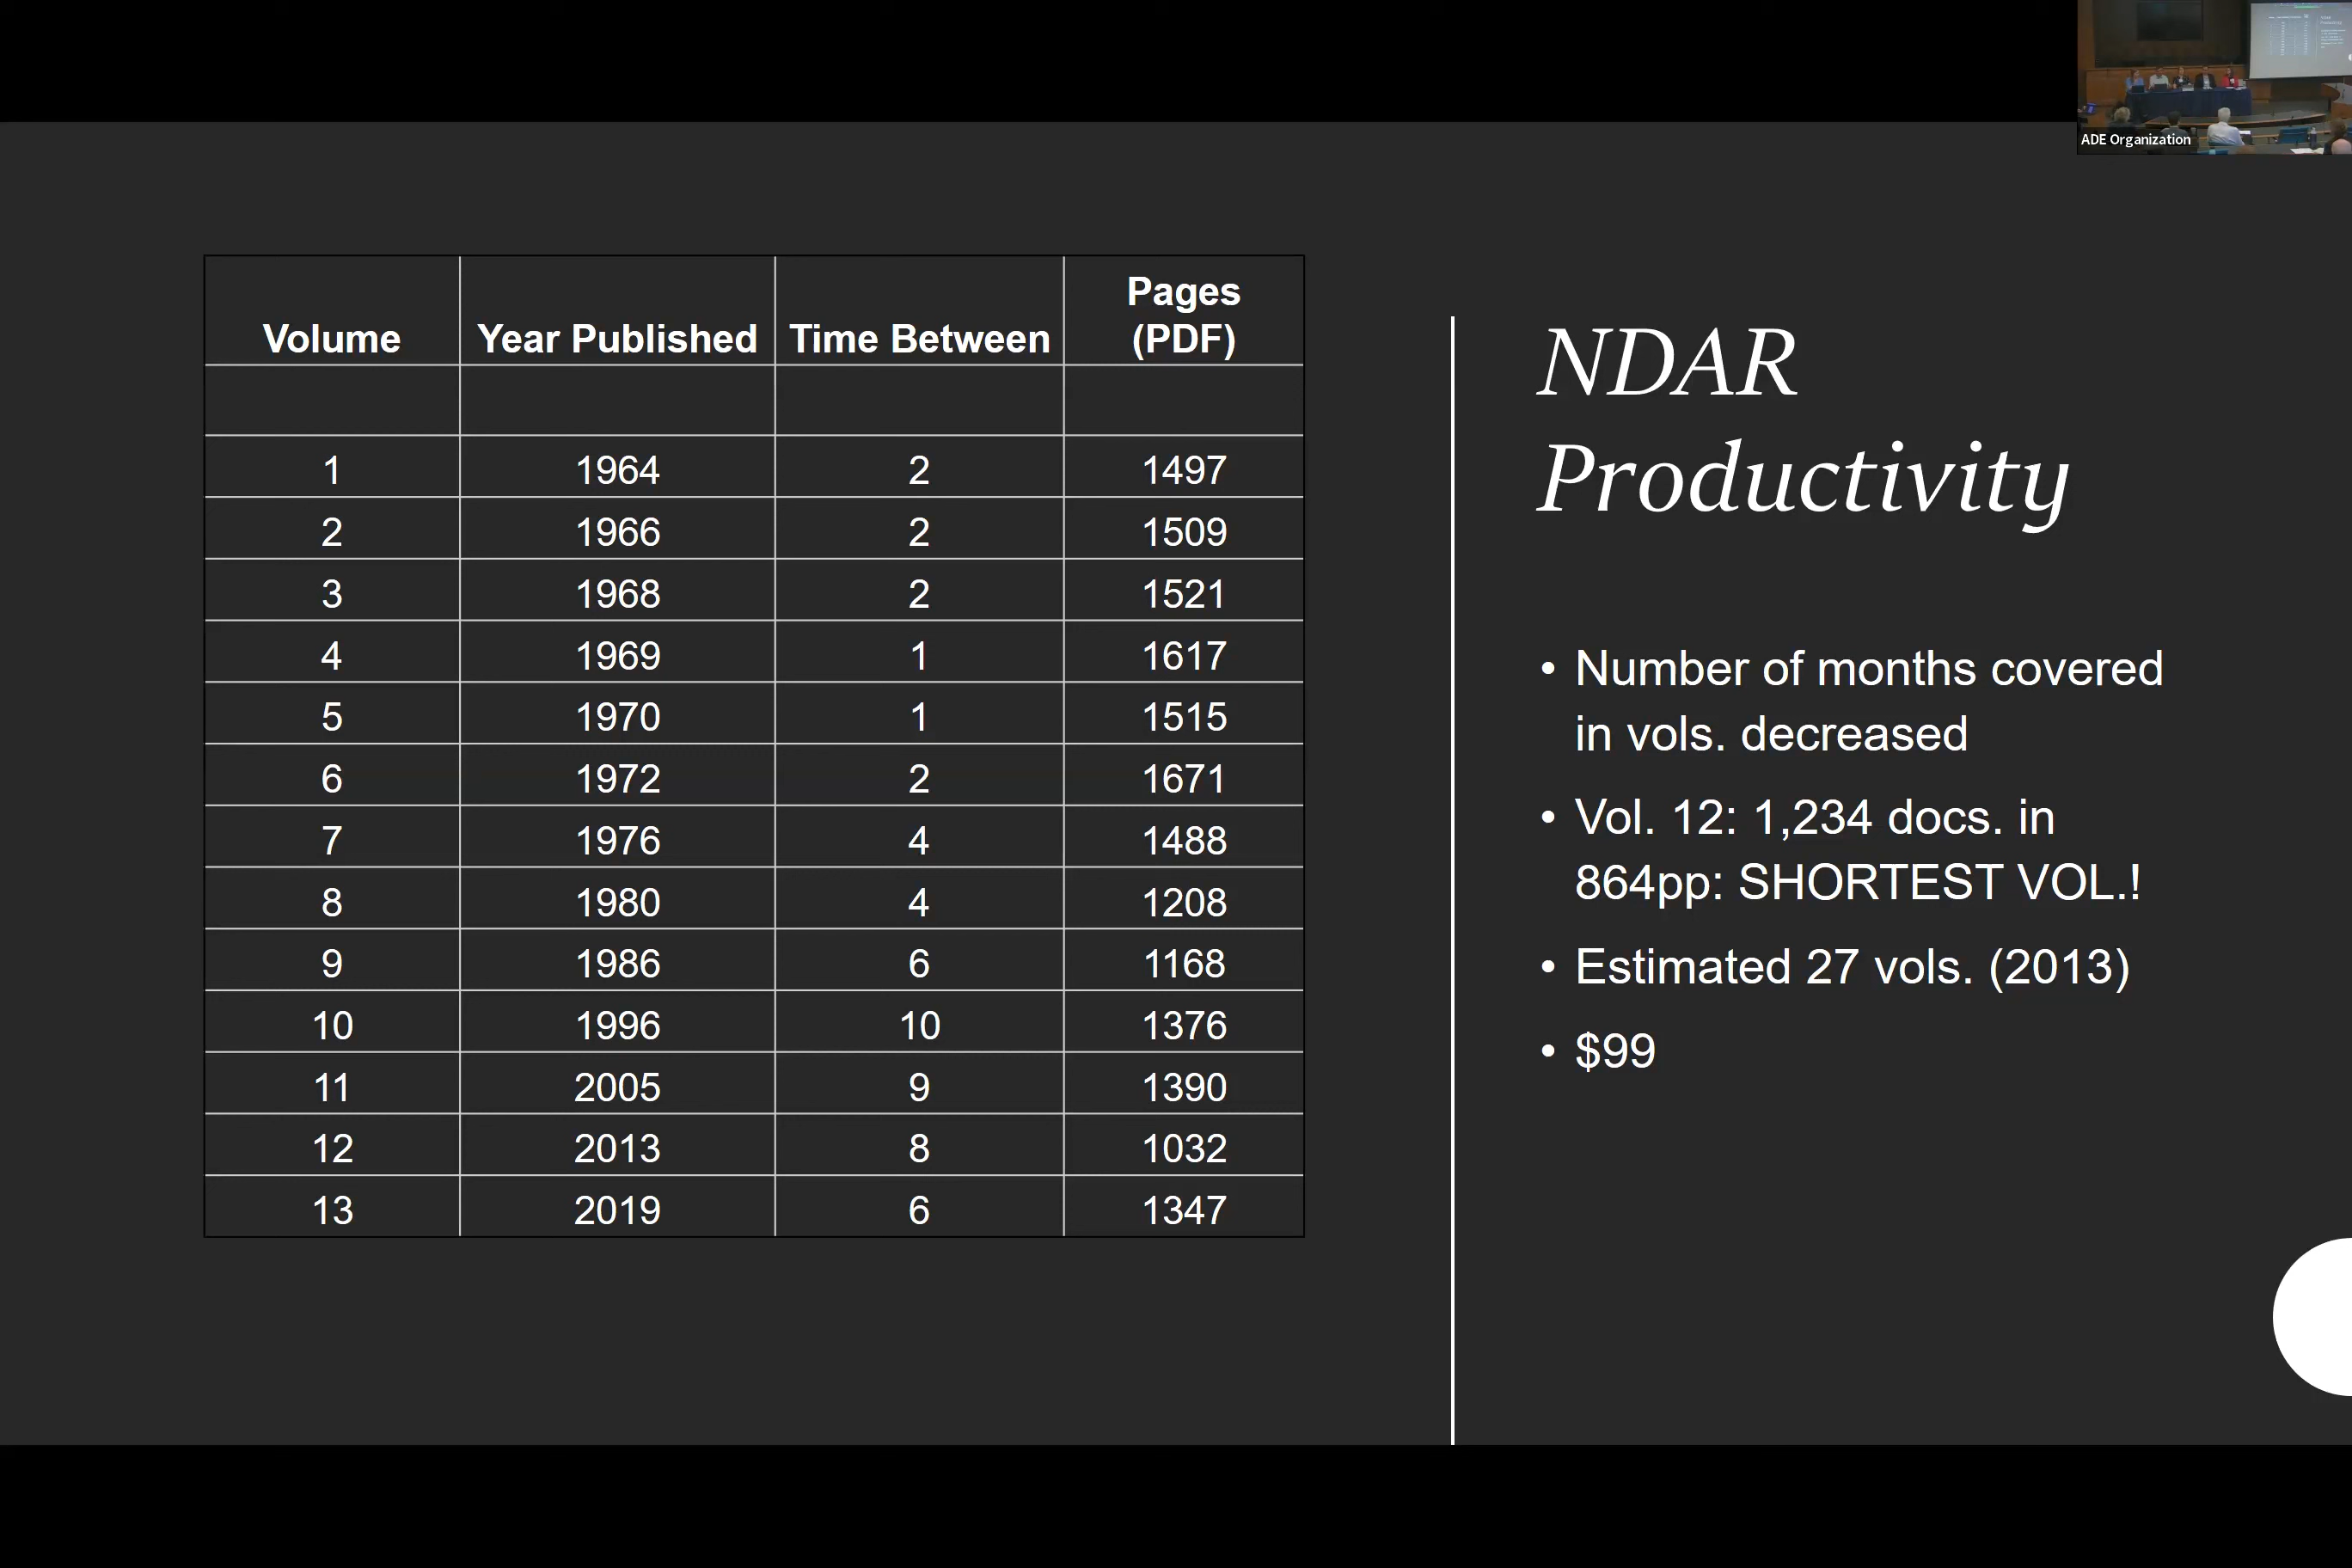 ADE Organization
Volume Year Published Time Between Pages (PDF)
1 1964 2 1497
2 1966 2 1509
3 1968 2 1521
4 1969 1 1617
5 1970 1 1515
6 1972 2 1671
7 1976 4 1488
8 1980 4 1208
9 1986 6 1168
10 1996 10 1376
11 2005 9 1390
12 2013 8 1032
13 2019 6 1347
NDAR
Productivity
• Number of months covered
in vols. decreased
• Vol. 12: 1,234 docs. in
864pp: SHORTEST VOL.!
• Estimated 27 vols. (2013)
• $99